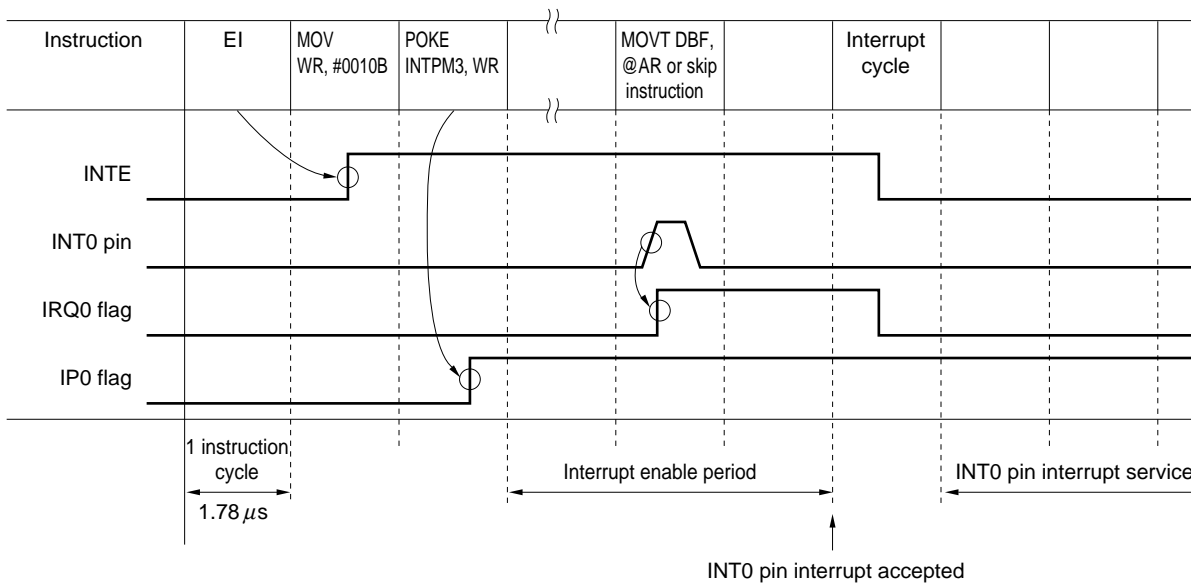 Instruction
EI
MOV
WR, #0010B
POKE
INTPM3, WR
MOVT DBF,
@AR or skip
instruction
Interrupt
cycle
INTE
INT0 pin
IRQ0 flag
IP0 flag
1 instruction
cycle
1.78 μs
Interrupt enable period
INT0 pin interrupt service
INT0 pin interrupt accepted